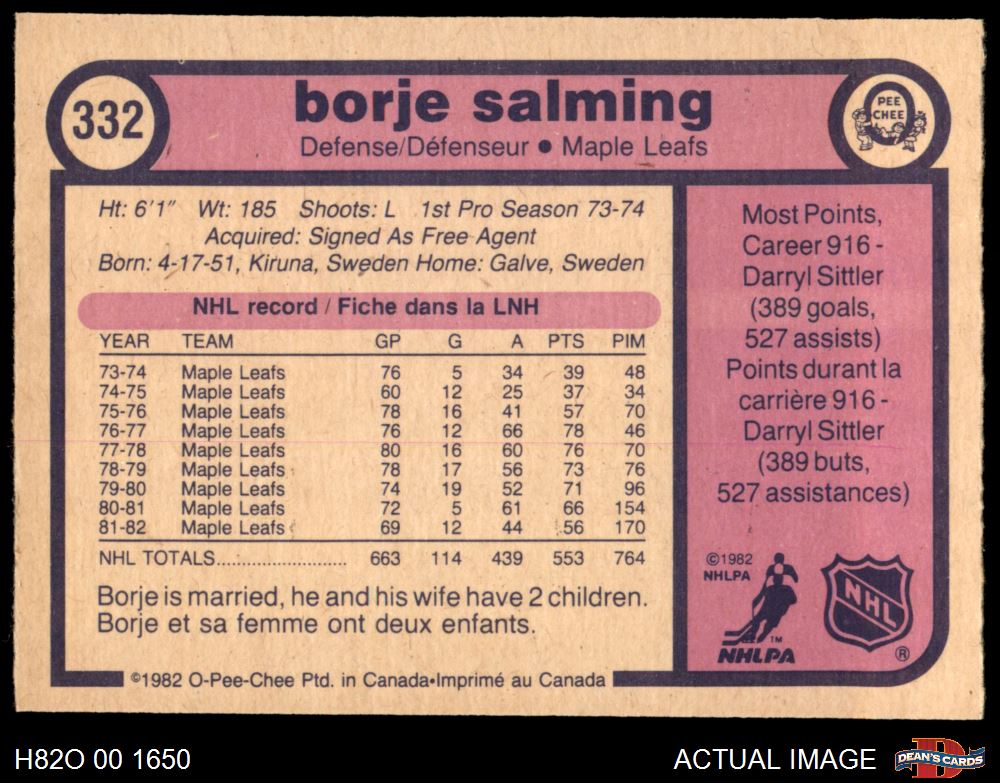 332
borje salming
Defense/Défenseur • Maple Leafs
PEE
CHEE
Ht: 6'1" Wt: 185 Shoots: L 1st Pro Season 73-74
Acquired: Signed As Free Agent
Born: 4-17-51, Kiruna, Sweden Home: Galve, Sweden
NHL record / Fiche dans la LNH
YEAR TEAM GP G A PTS PIM
73-74 Maple Leafs 76 5 34 39 48
74-75 Maple Leafs 60 12 25 37 34
75-76 Maple Leafs 78 16 41 57 70
76-77 Maple Leafs 76 12 66 78 46
77-78 Maple Leafs 80 16 60 76 70
78-79 Maple Leafs 78 17 56 73 76
79-80 Maple Leafs 74 19 52 71 96
80-81 Maple Leafs 72 5 61 66 154
81-82 Maple Leafs 69 12 44 56 170
NHL TOTALS.......................... 663 114 439 553 764
Borje is married, he and his wife have 2 children.
Borje et sa femme ont deux enfants.
©1982 O-Pee-Chee Ptd. in Canada•Imprimé au Canada
Most Points,
Career 916 -
Darryl Sittler
(389 goals,
527 assists)
Points durant la
carrière 916 -
Darryl Sittler
(389 buts,
527 assistances)
©1982
NHLPA
TM
NHLPA
NHL
®
H82O 00 1650
ACTUAL IMAGE
D
DEAN'S CARDS